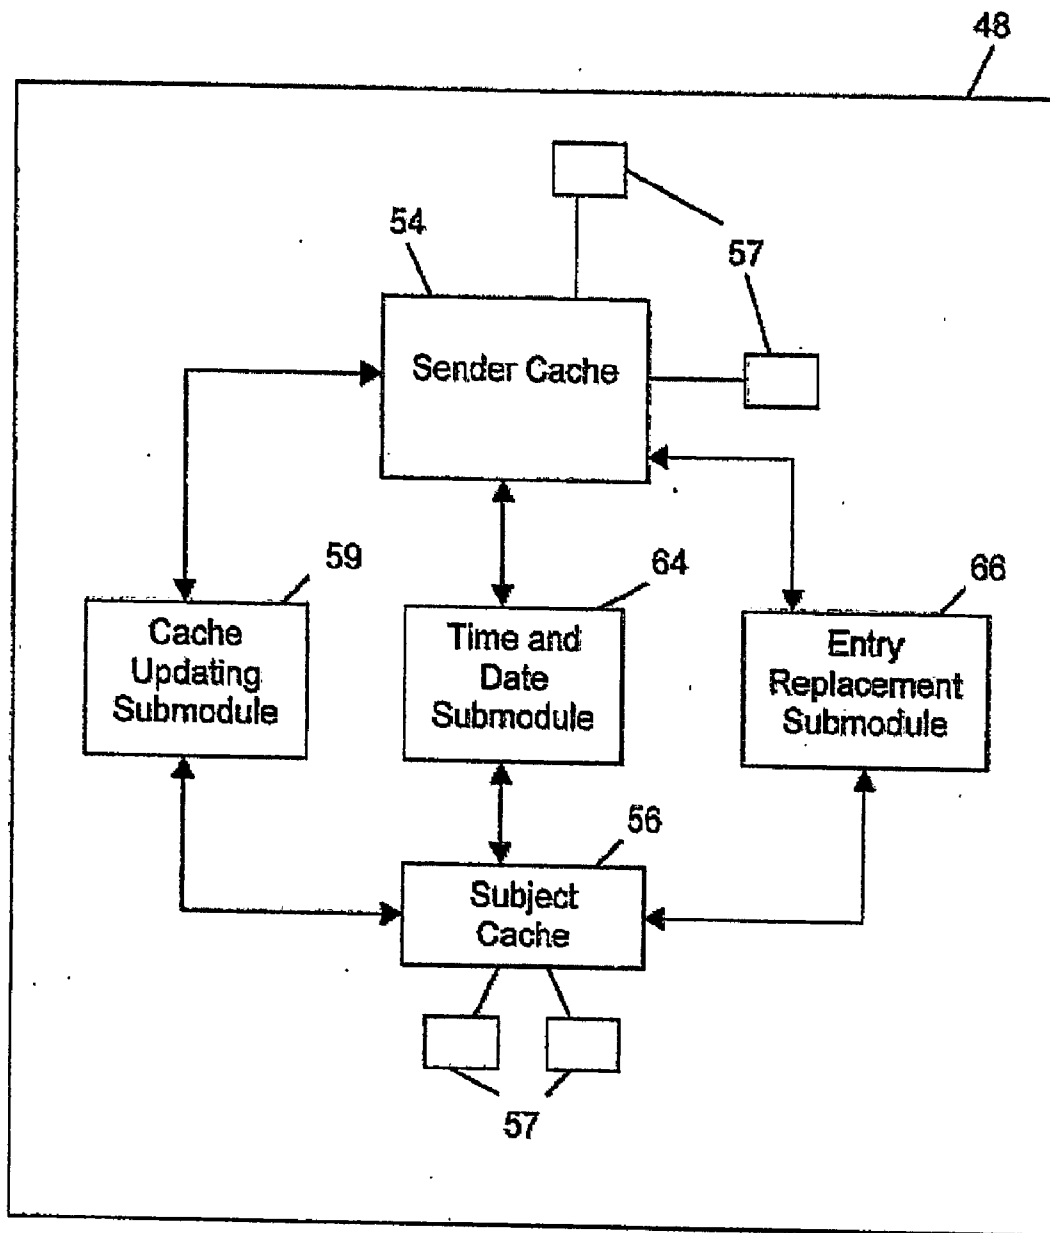 48
54
57
Sender Cache
59
64
66
Cache
Updating
Submodule
Time and
Date
Submodule
Entry
Replacement
Submodule
56
Subject
Cache
57